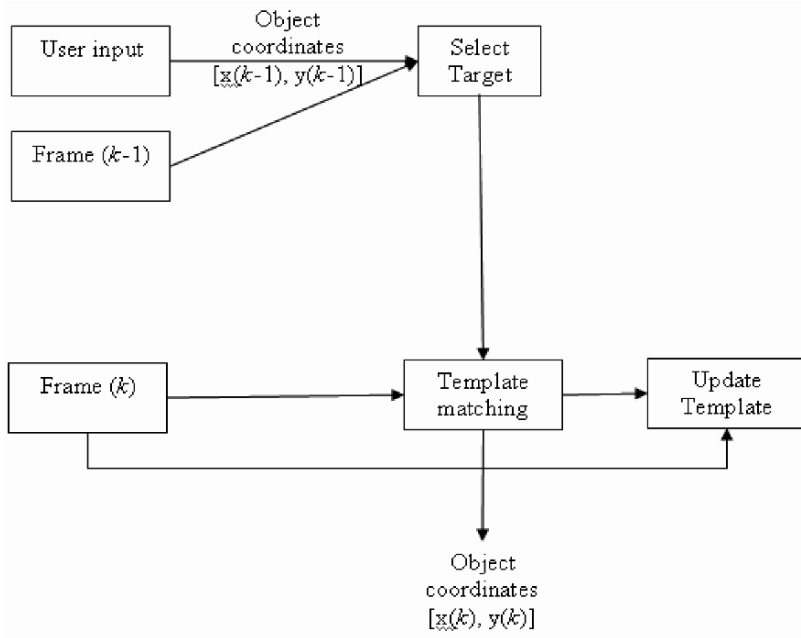 User input
Object
coordinates
[x(k-1), y(k-1)]
Select
Target
Frame (k-1)
Frame (k)
Template
matching
Update
Template
Object
coordinates
[x(k), y(k)]